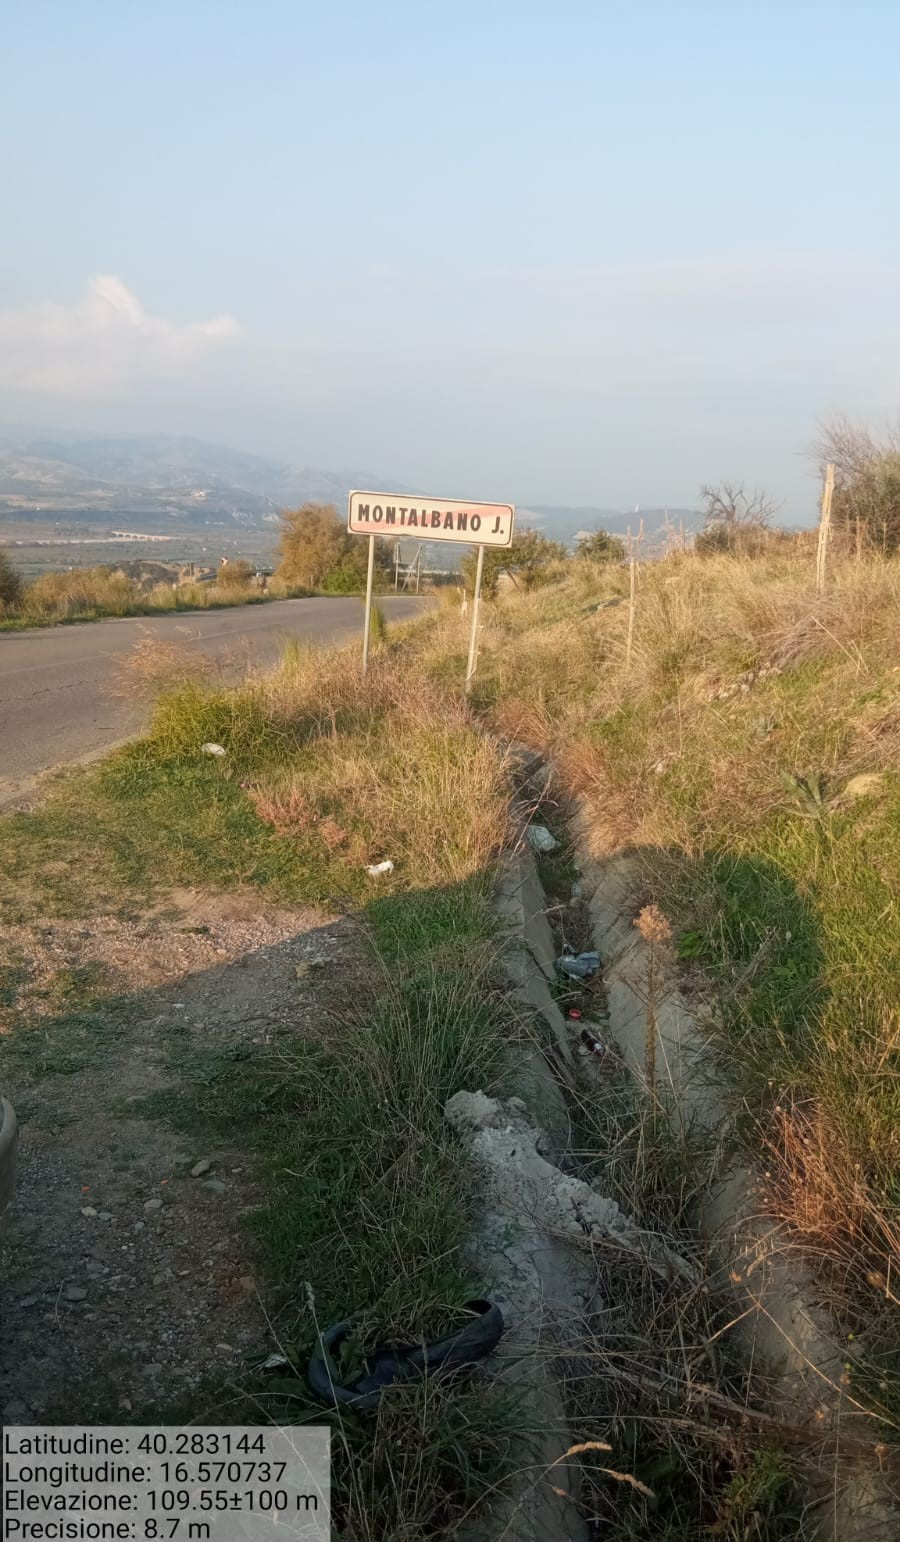 MONTALBANO J.
Latitudine: 40.283144
Longitudine: 16.570737
Elevazione: 109.55±100 m
Precisione: 8.7 m